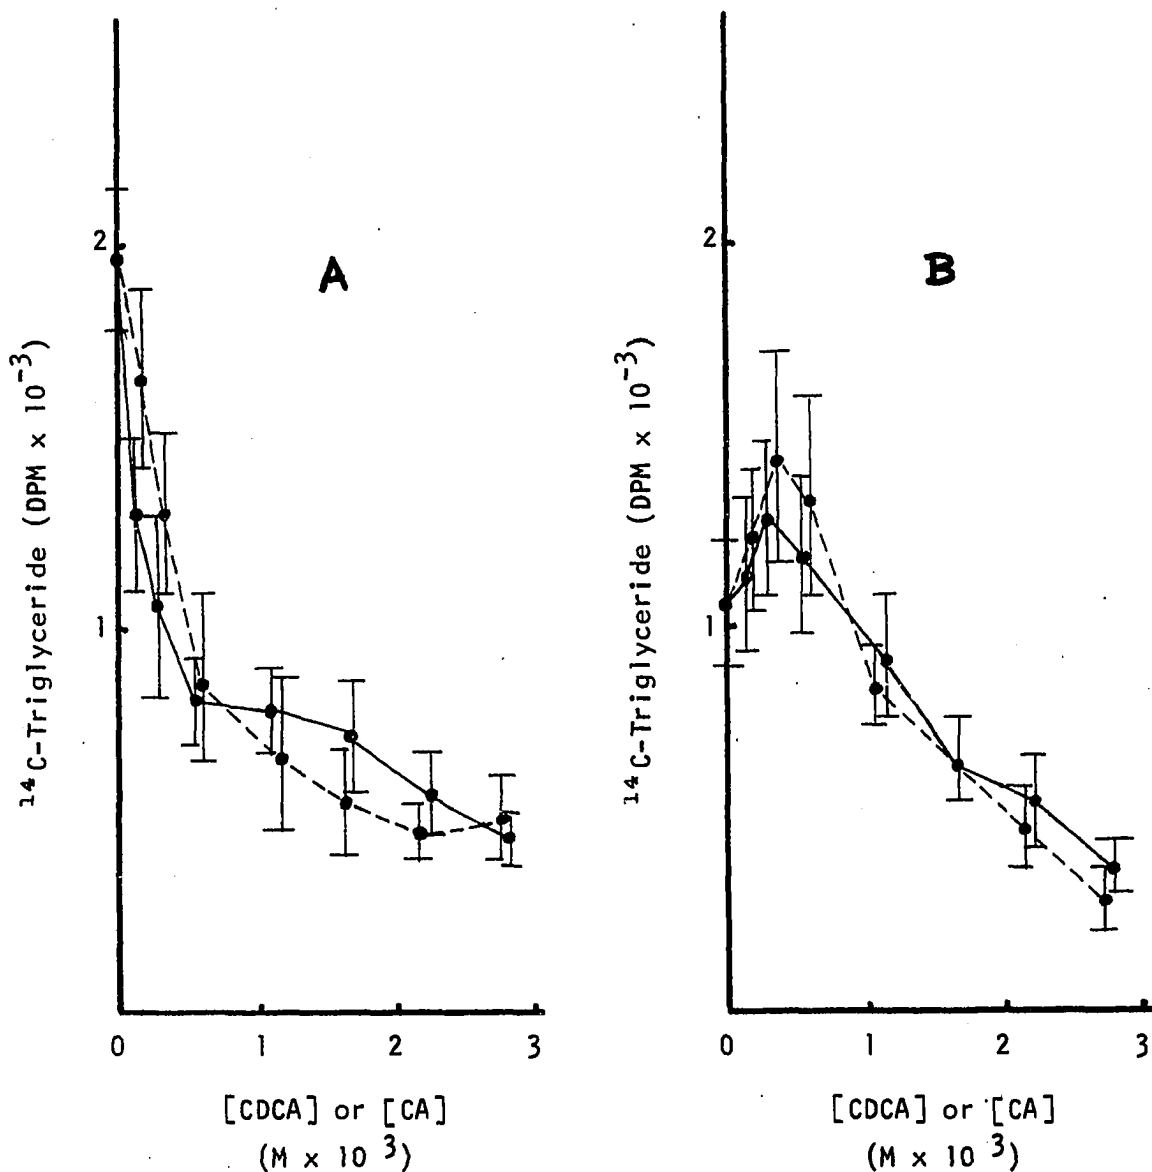 A
2
1
¹⁴C-Triglyceride (DPM x 10⁻³)
0 1 2 3
[CDCA] or [CA]
(M x 10³)
B
2
1
¹⁴C-Triglyceride (DPM x 10⁻³)
0 1 2 3
[CDCA] or [CA]
(M x 10³)